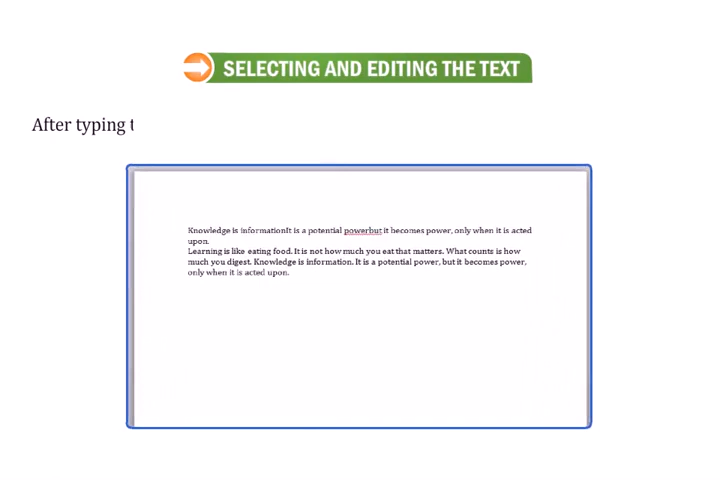 SELECTING AND EDITING THE TEXT
After typing t
Knowledge is informationIt is a potential powerbut it becomes power, only when it is acted
upon.
Learning is like eating food. It is not how much you eat that matters. What counts is how
much you digest. Knowledge is information. It is a potential power, but it becomes power,
only when it is acted upon.